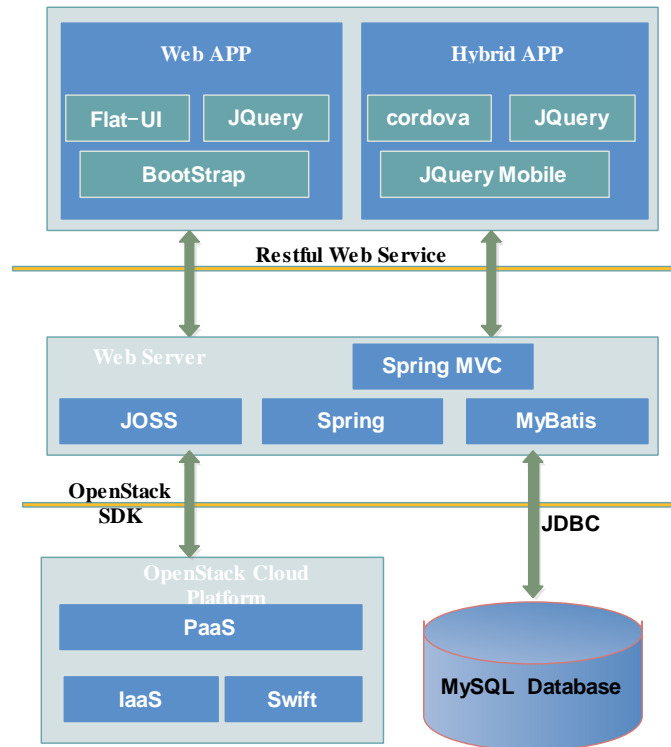 Web APP
Hybrid APP
Flat-UI
JQuery
cordova
JQuery
BootStrap
JQuery Mobile
Restful Web Service
Web Server
Spring MVC
JOSS
Spring
MyBatis
OpenStack
SDK
JDBC
OpenStack Cloud
Platform
PaaS
IaaS
Swift
MySQL Database